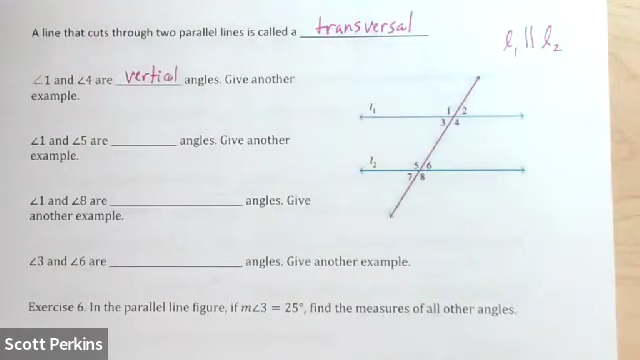 A line that cuts through two parallel lines is called a transversal
ℓ₁ || ℓ₂
∠1 and ∠4 are vertical angles. Give another
example.
ℓ₁
1 2
3 4
∠1 and ∠5 are ____________ angles. Give another
example.
ℓ₂
5 6
7 8
∠1 and ∠8 are ________________________ angles. Give
another example.
∠3 and ∠6 are ________________________ angles. Give another example.
Exercise 6. In the parallel line figure, if m∠3 = 25°, find the measures of all other angles.
Scott Perkins